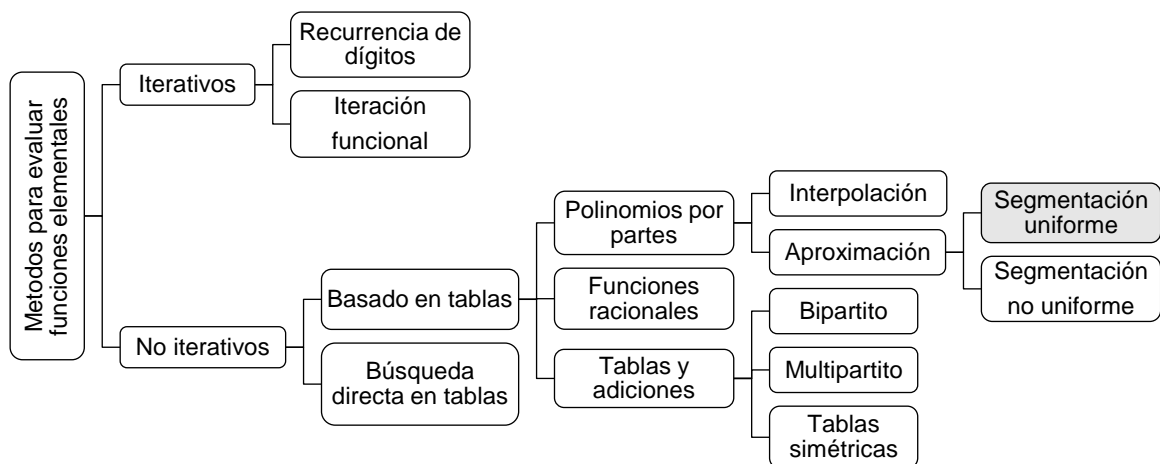 Metodos para evaluar
funciones elementales
Iterativos
Recurrencia de
dígitos
Iteración
funcional
No iterativos
Basado en tablas
Polinomios por
partes
Interpolación
Aproximación
Segmentación
uniforme
Segmentación
no uniforme
Funciones
racionales
Tablas y
adiciones
Bipartito
Multipartito
Tablas
simétricas
Búsqueda
directa en tablas